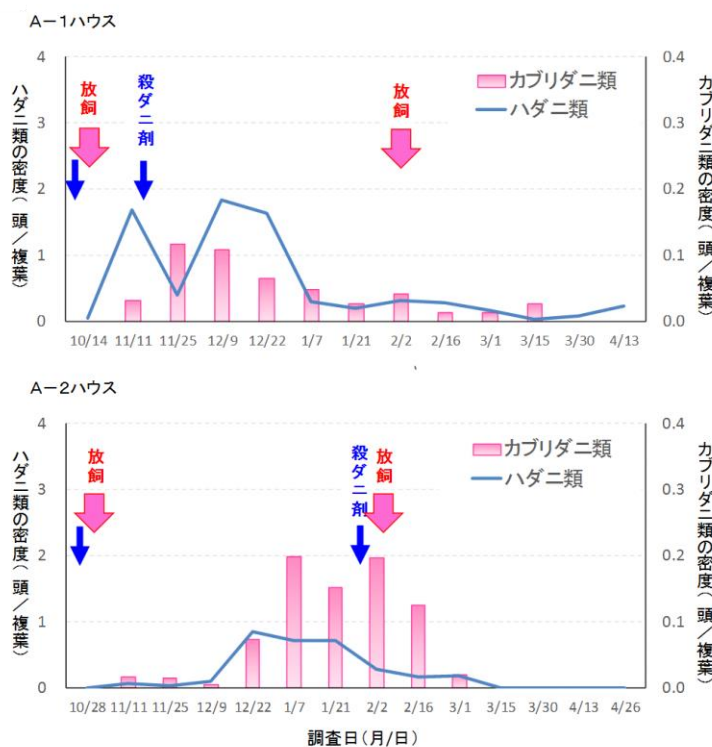 A－1ハウス
ハダニ類の密度(頭／複葉)
カブリダニ類の密度(頭／複葉)
4
3
2
1
0
0.4
0.3
0.2
0.1
0.0
放飼
殺ダニ剤
放飼
カブリダニ類
ハダニ類
10/14 11/11 11/25 12/9 12/22 1/7 1/21 2/2 2/16 3/1 3/15 3/30 4/13
A－2ハウス
ハダニ類の密度(頭／複葉)
カブリダニ類の密度(頭／複葉)
4
3
2
1
0
0.4
0.3
0.2
0.1
0.0
放飼
殺ダニ剤
放飼
カブリダニ類
ハダニ類
10/28 11/11 11/25 12/9 12/22 1/7 1/21 2/2 2/16 3/1 3/15 3/30 4/13 4/26
調査日(月/日)